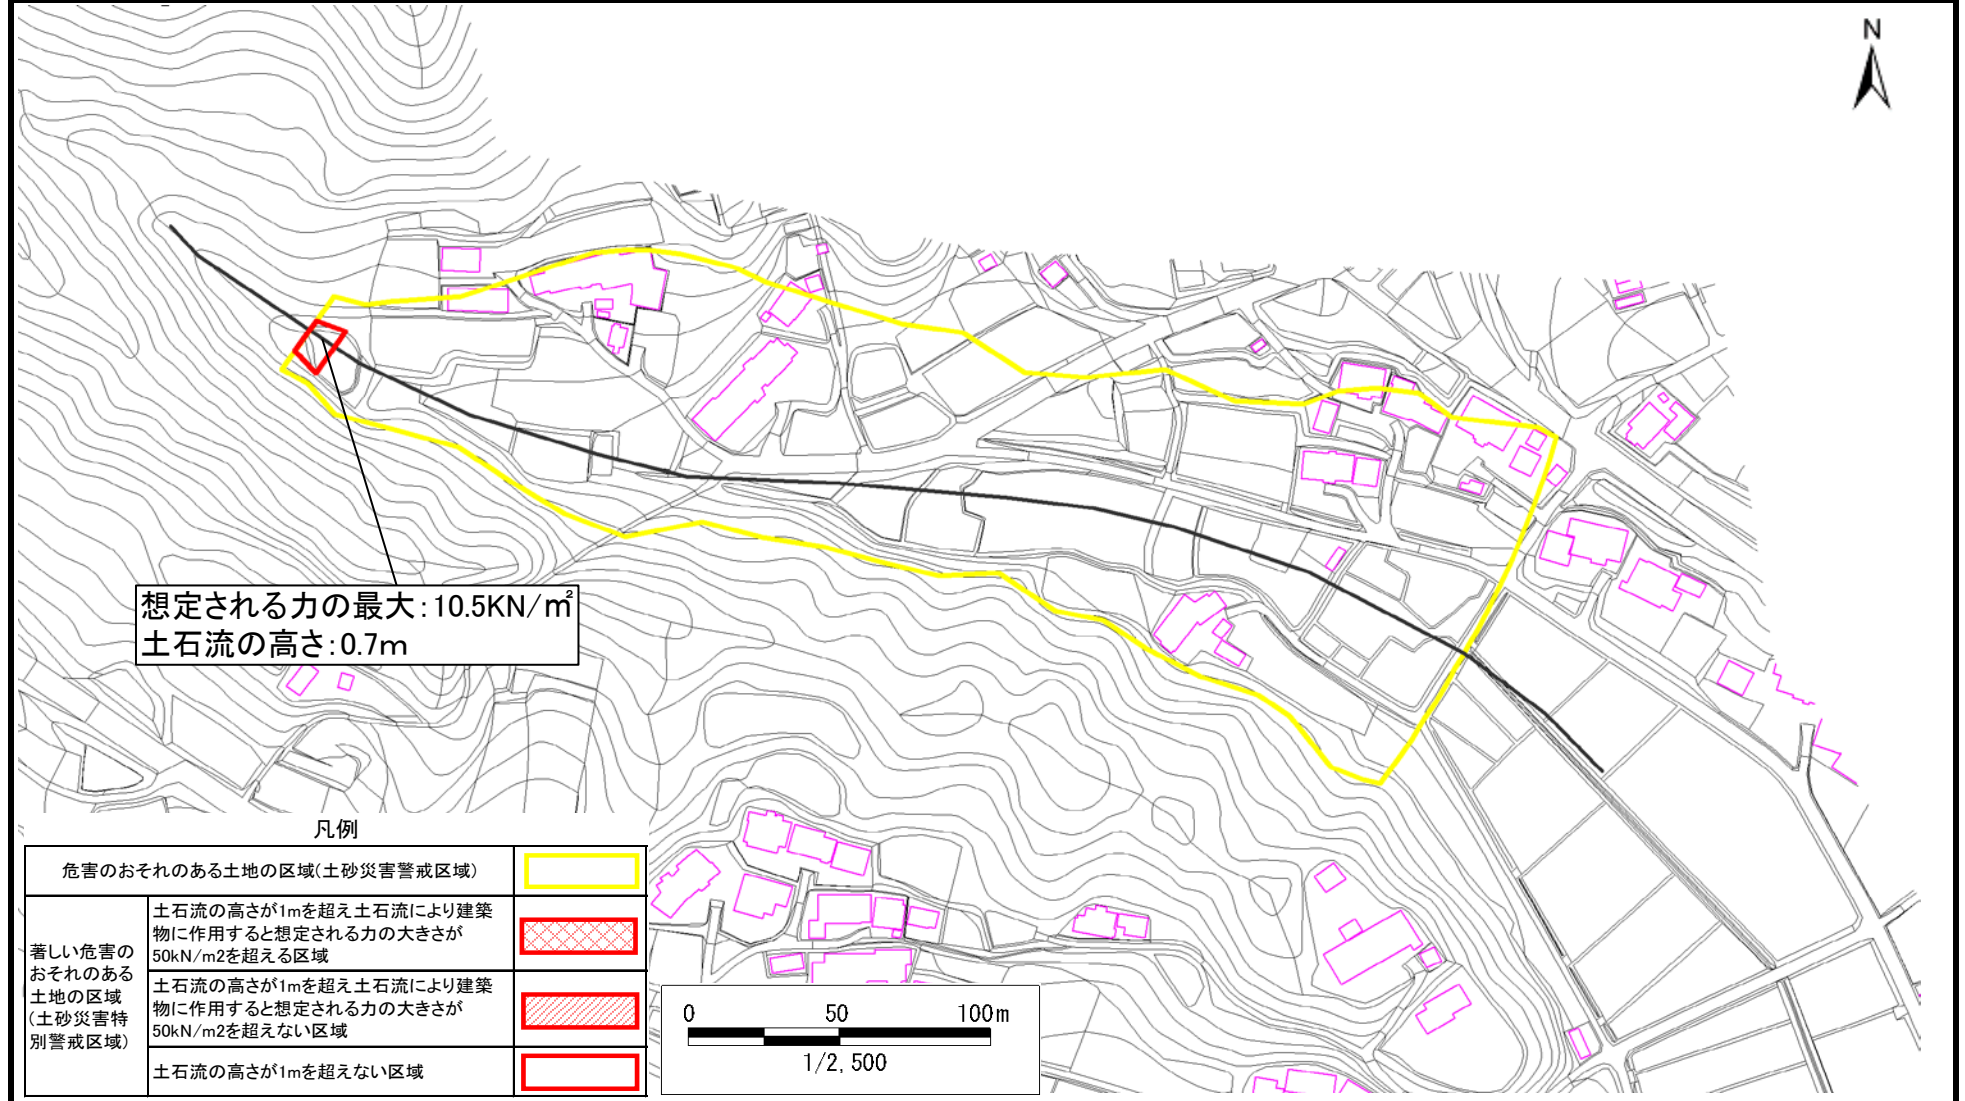 N
想定される力の最大:10.5KN/㎡
土石流の高さ:0.7m
凡例
危害のおそれのある土地の区域(土砂災害警戒区域)
著しい危害の
おそれのある
土地の区域
(土砂災害特
別警戒区域)
土石流の高さが1mを超え土石流により建築
物に作用すると想定される力の大きさが
50kN/m2を超える区域
土石流の高さが1mを超え土石流により建築
物に作用すると想定される力の大きさが
50kN/m2を超えない区域
土石流の高さが1mを超えない区域
0 50 100m
1/2,500